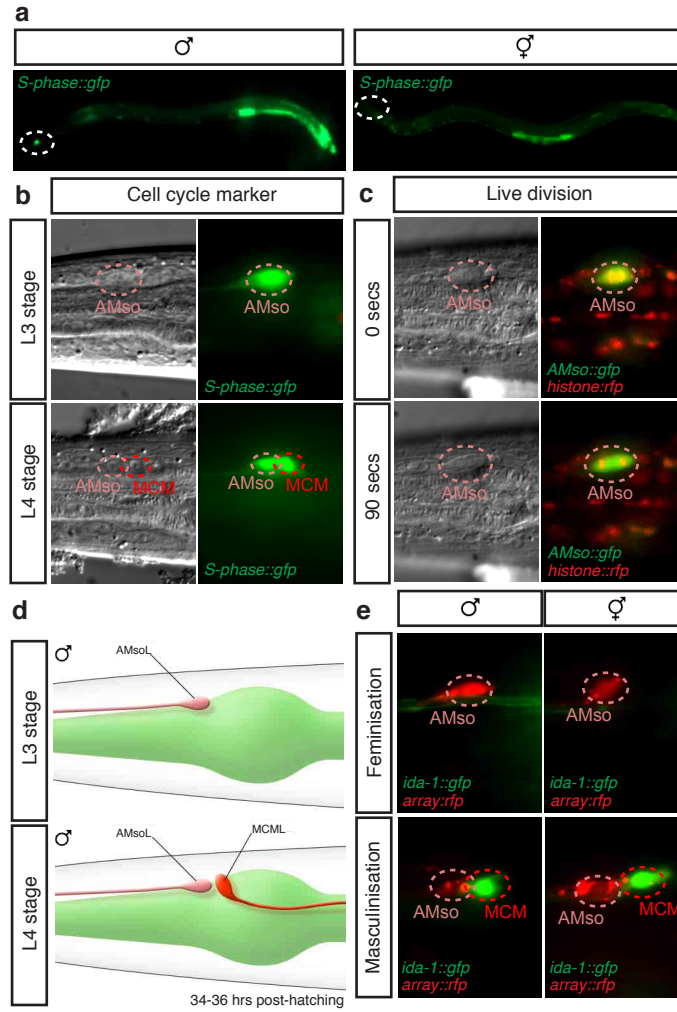 a
♂
⚥
S-phase::gfp
S-phase::gfp
b
Cell cycle marker
c
Live division
L3 stage
AMso
AMso
S-phase::gfp
0 secs
AMso
AMso
AMso::gfp
histone:rfp
L4 stage
AMso
MCM
AMso
MCM
S-phase::gfp
90 secs
AMso
AMso
AMso::gfp
histone::rfp
d
L3 stage
♂
AMsoL
L4 stage
♂
AMsoL
MCML
34-36 hrs post-hatching
e
♂
⚥
Feminisation
AMso
ida-1::gfp
array:rfp
AMso
ida-1::gfp
array:rfp
Masculinisation
AMso
MCM
ida-1::gfp
array::rfp
AMso
MCM
ida-1::gfp
array::rfp